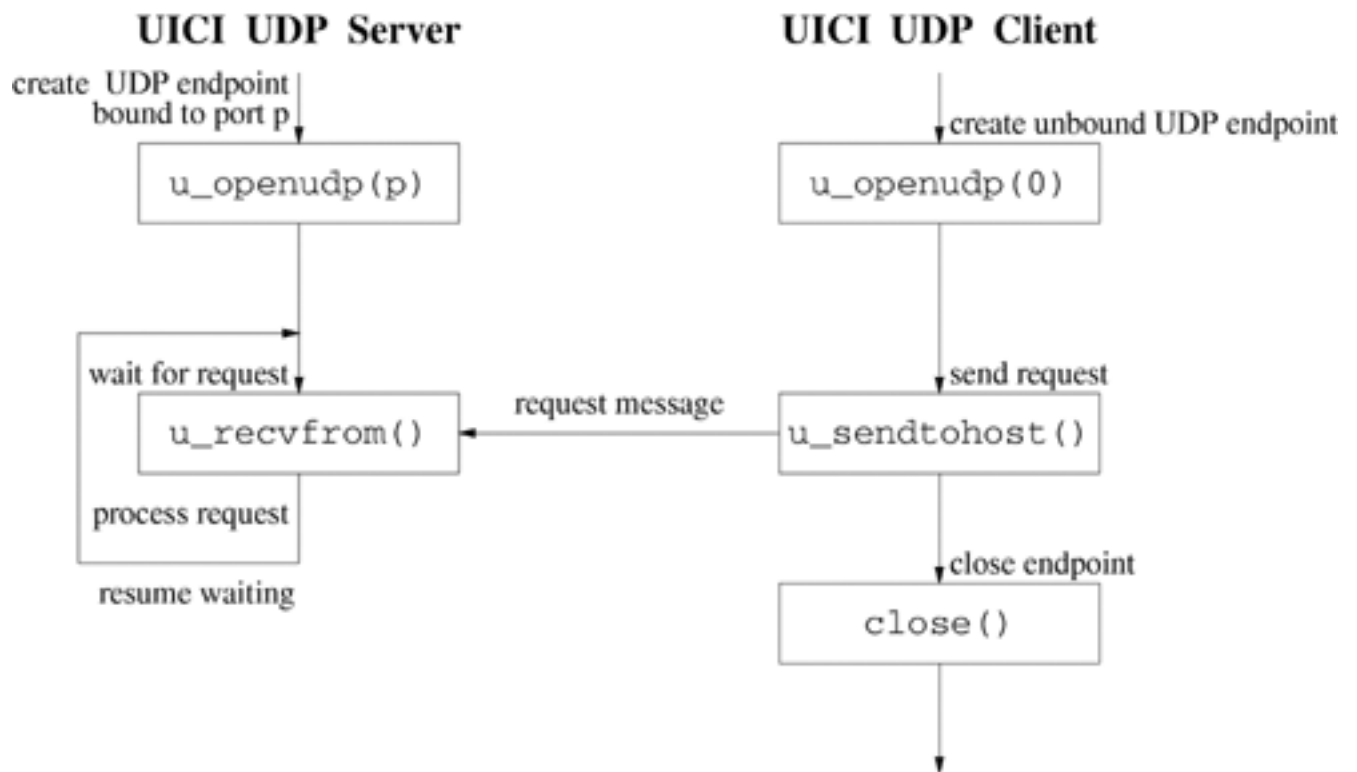 UICI UDP Server
UICI UDP Client
create UDP endpoint
bound to port p
create unbound UDP endpoint
u_openudp(p)
u_openudp(0)
wait for request
send request
request message
u_recvfrom()
u_sendtohost()
process request
close endpoint
resume waiting
close()